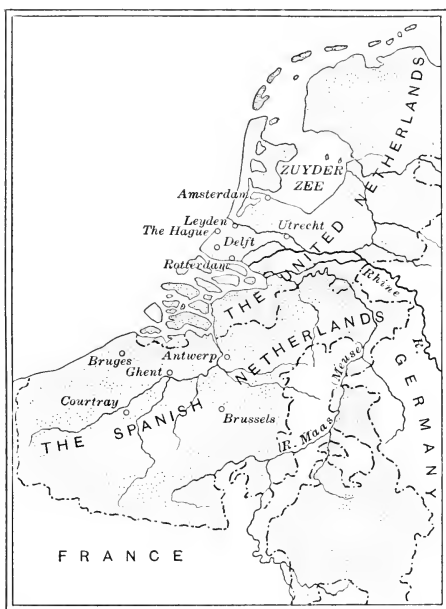 ZUYDER
ZEE
THE UNITED NETHERLANDS
Amsterdam
Leyden
The Hague
Utrecht
Delft
Rotterdam
Rhine R.
THE SPANISH NETHERLANDS
Bruges
Antwerp
Ghent
Courtray
Brussels
R. Maas
Meuse
GERMANY
FRANCE